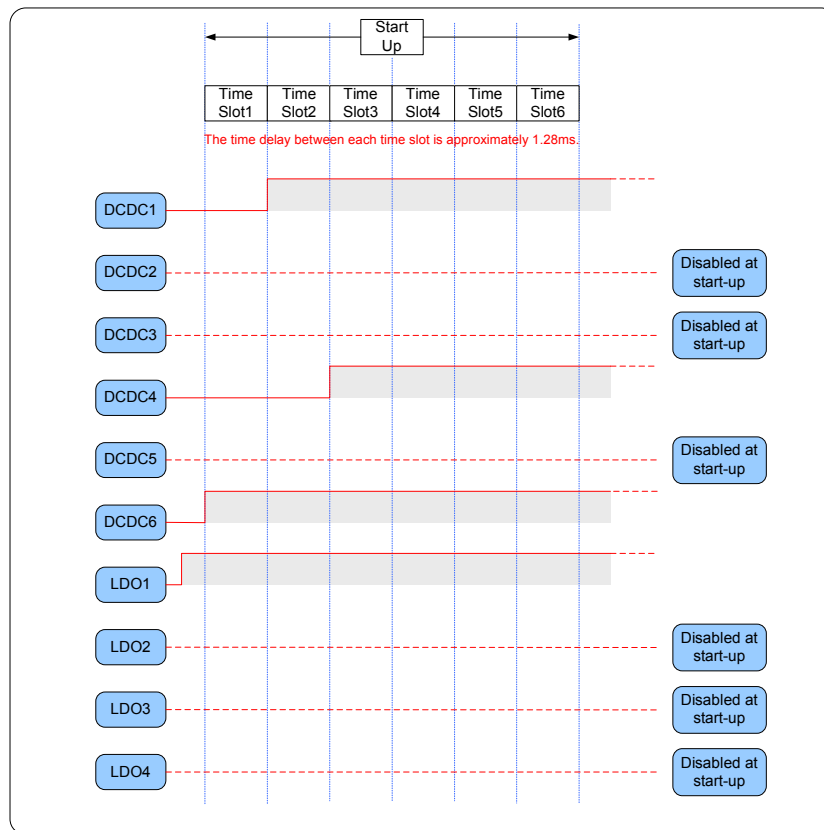 Start
Up
Time
Slot1
Time
Slot2
Time
Slot3
Time
Slot4
Time
Slot5
Time
Slot6
The time delay between each time slot is approximately 1.28ms.
DCDC1
DCDC2
Disabled at
start-up
DCDC3
Disabled at
start-up
DCDC4
DCDC5
Disabled at
start-up
DCDC6
LDO1
LDO2
Disabled at
start-up
LDO3
Disabled at
start-up
LDO4
Disabled at
start-up